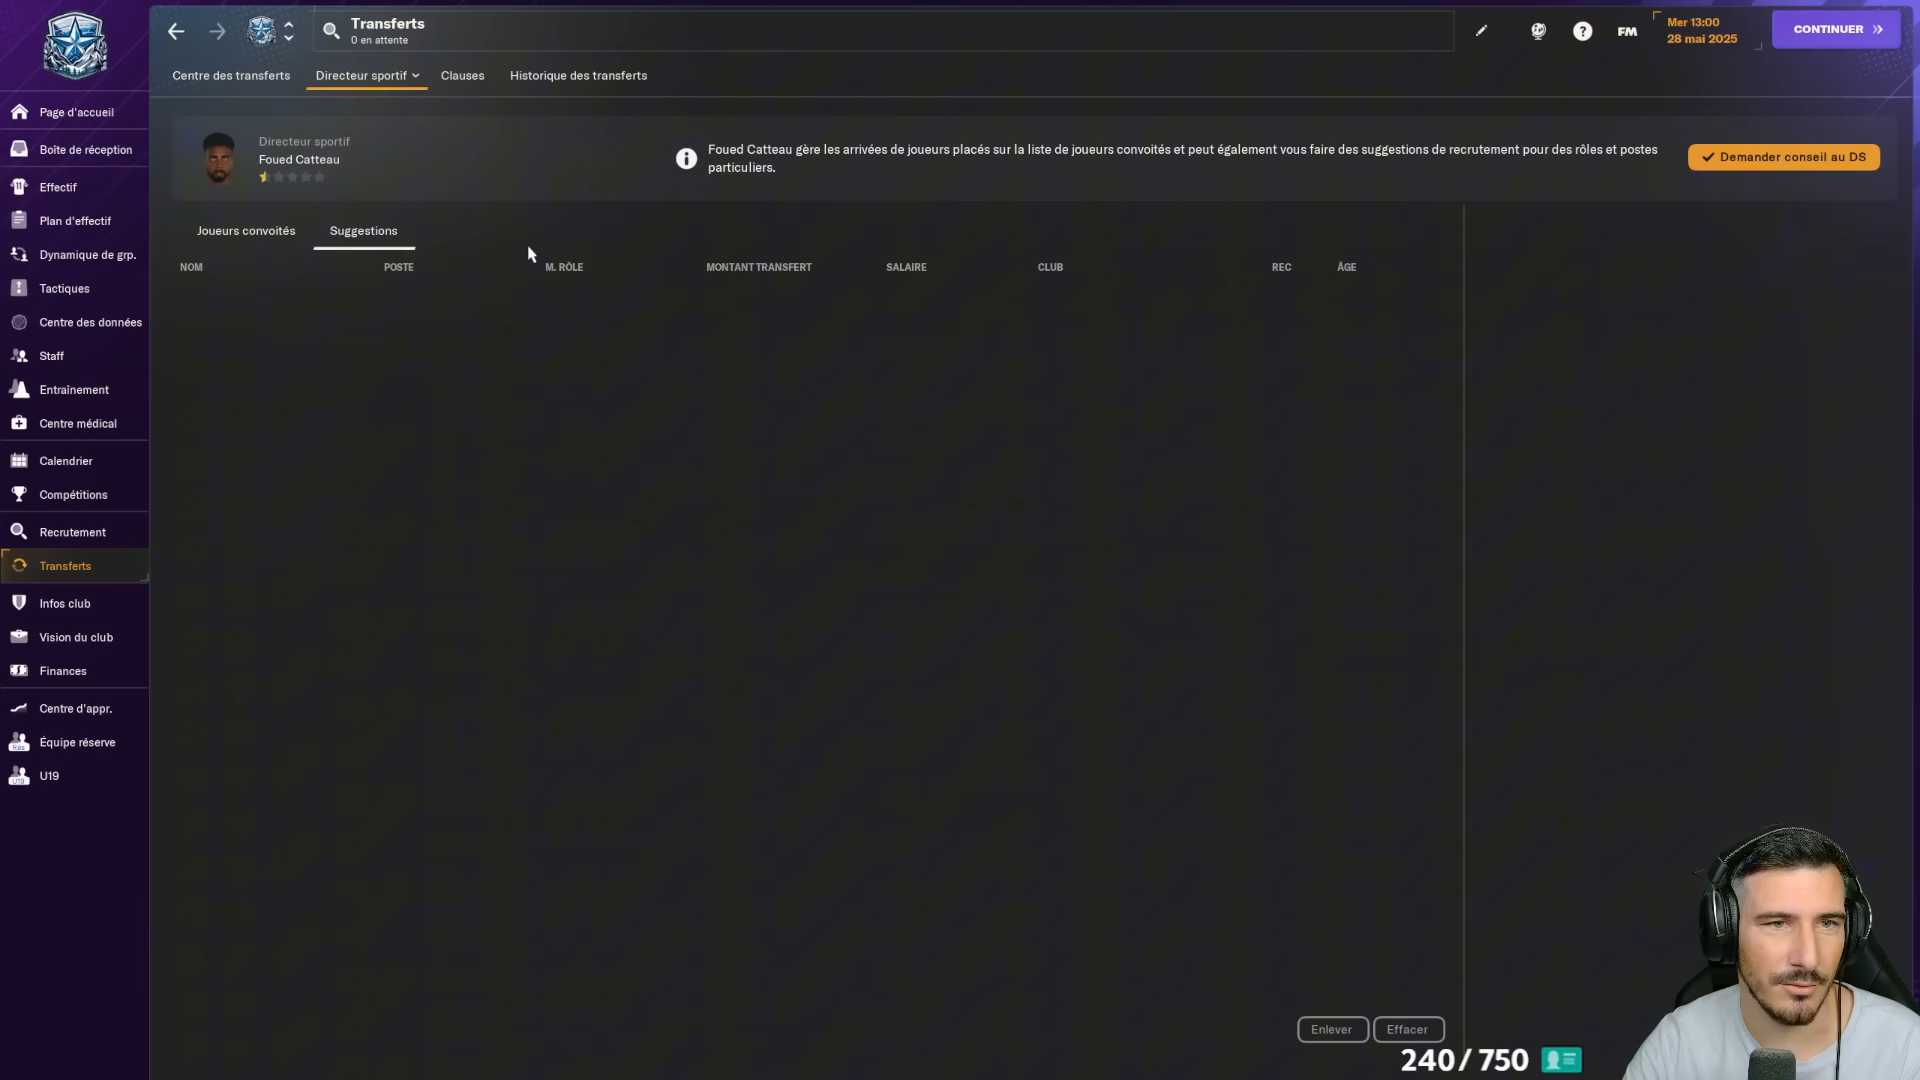 Transferts
0 en attente
FM
Mer 13:00
28 mai 2025
CONTINUER
Centre des transferts
Directeur sportif
Clauses
Historique des transferts
Page d'accueil
Boîte de réception
Effectif
Plan d'effectif
Dynamique de grp.
Tactiques
Centre des données
Staff
Entraînement
Centre médical
Calendrier
Compétitions
Recrutement
Transferts
Infos club
Vision du club
Finances
Centre d'appr.
Équipe réserve
U19
Directeur sportif
Foued Catteau
Foued Catteau gère les arrivées de joueurs placés sur la liste de joueurs convoités et peut également vous faire des suggestions de recrutement pour des rôles et postes
particuliers.
Demander conseil au DS
Joueurs convoités
Suggestions
NOM
POSTE
M. RÔLE
MONTANT TRANSFERT
SALAIRE
CLUB
REC
ÂGE
Enlever
Effacer
240/750